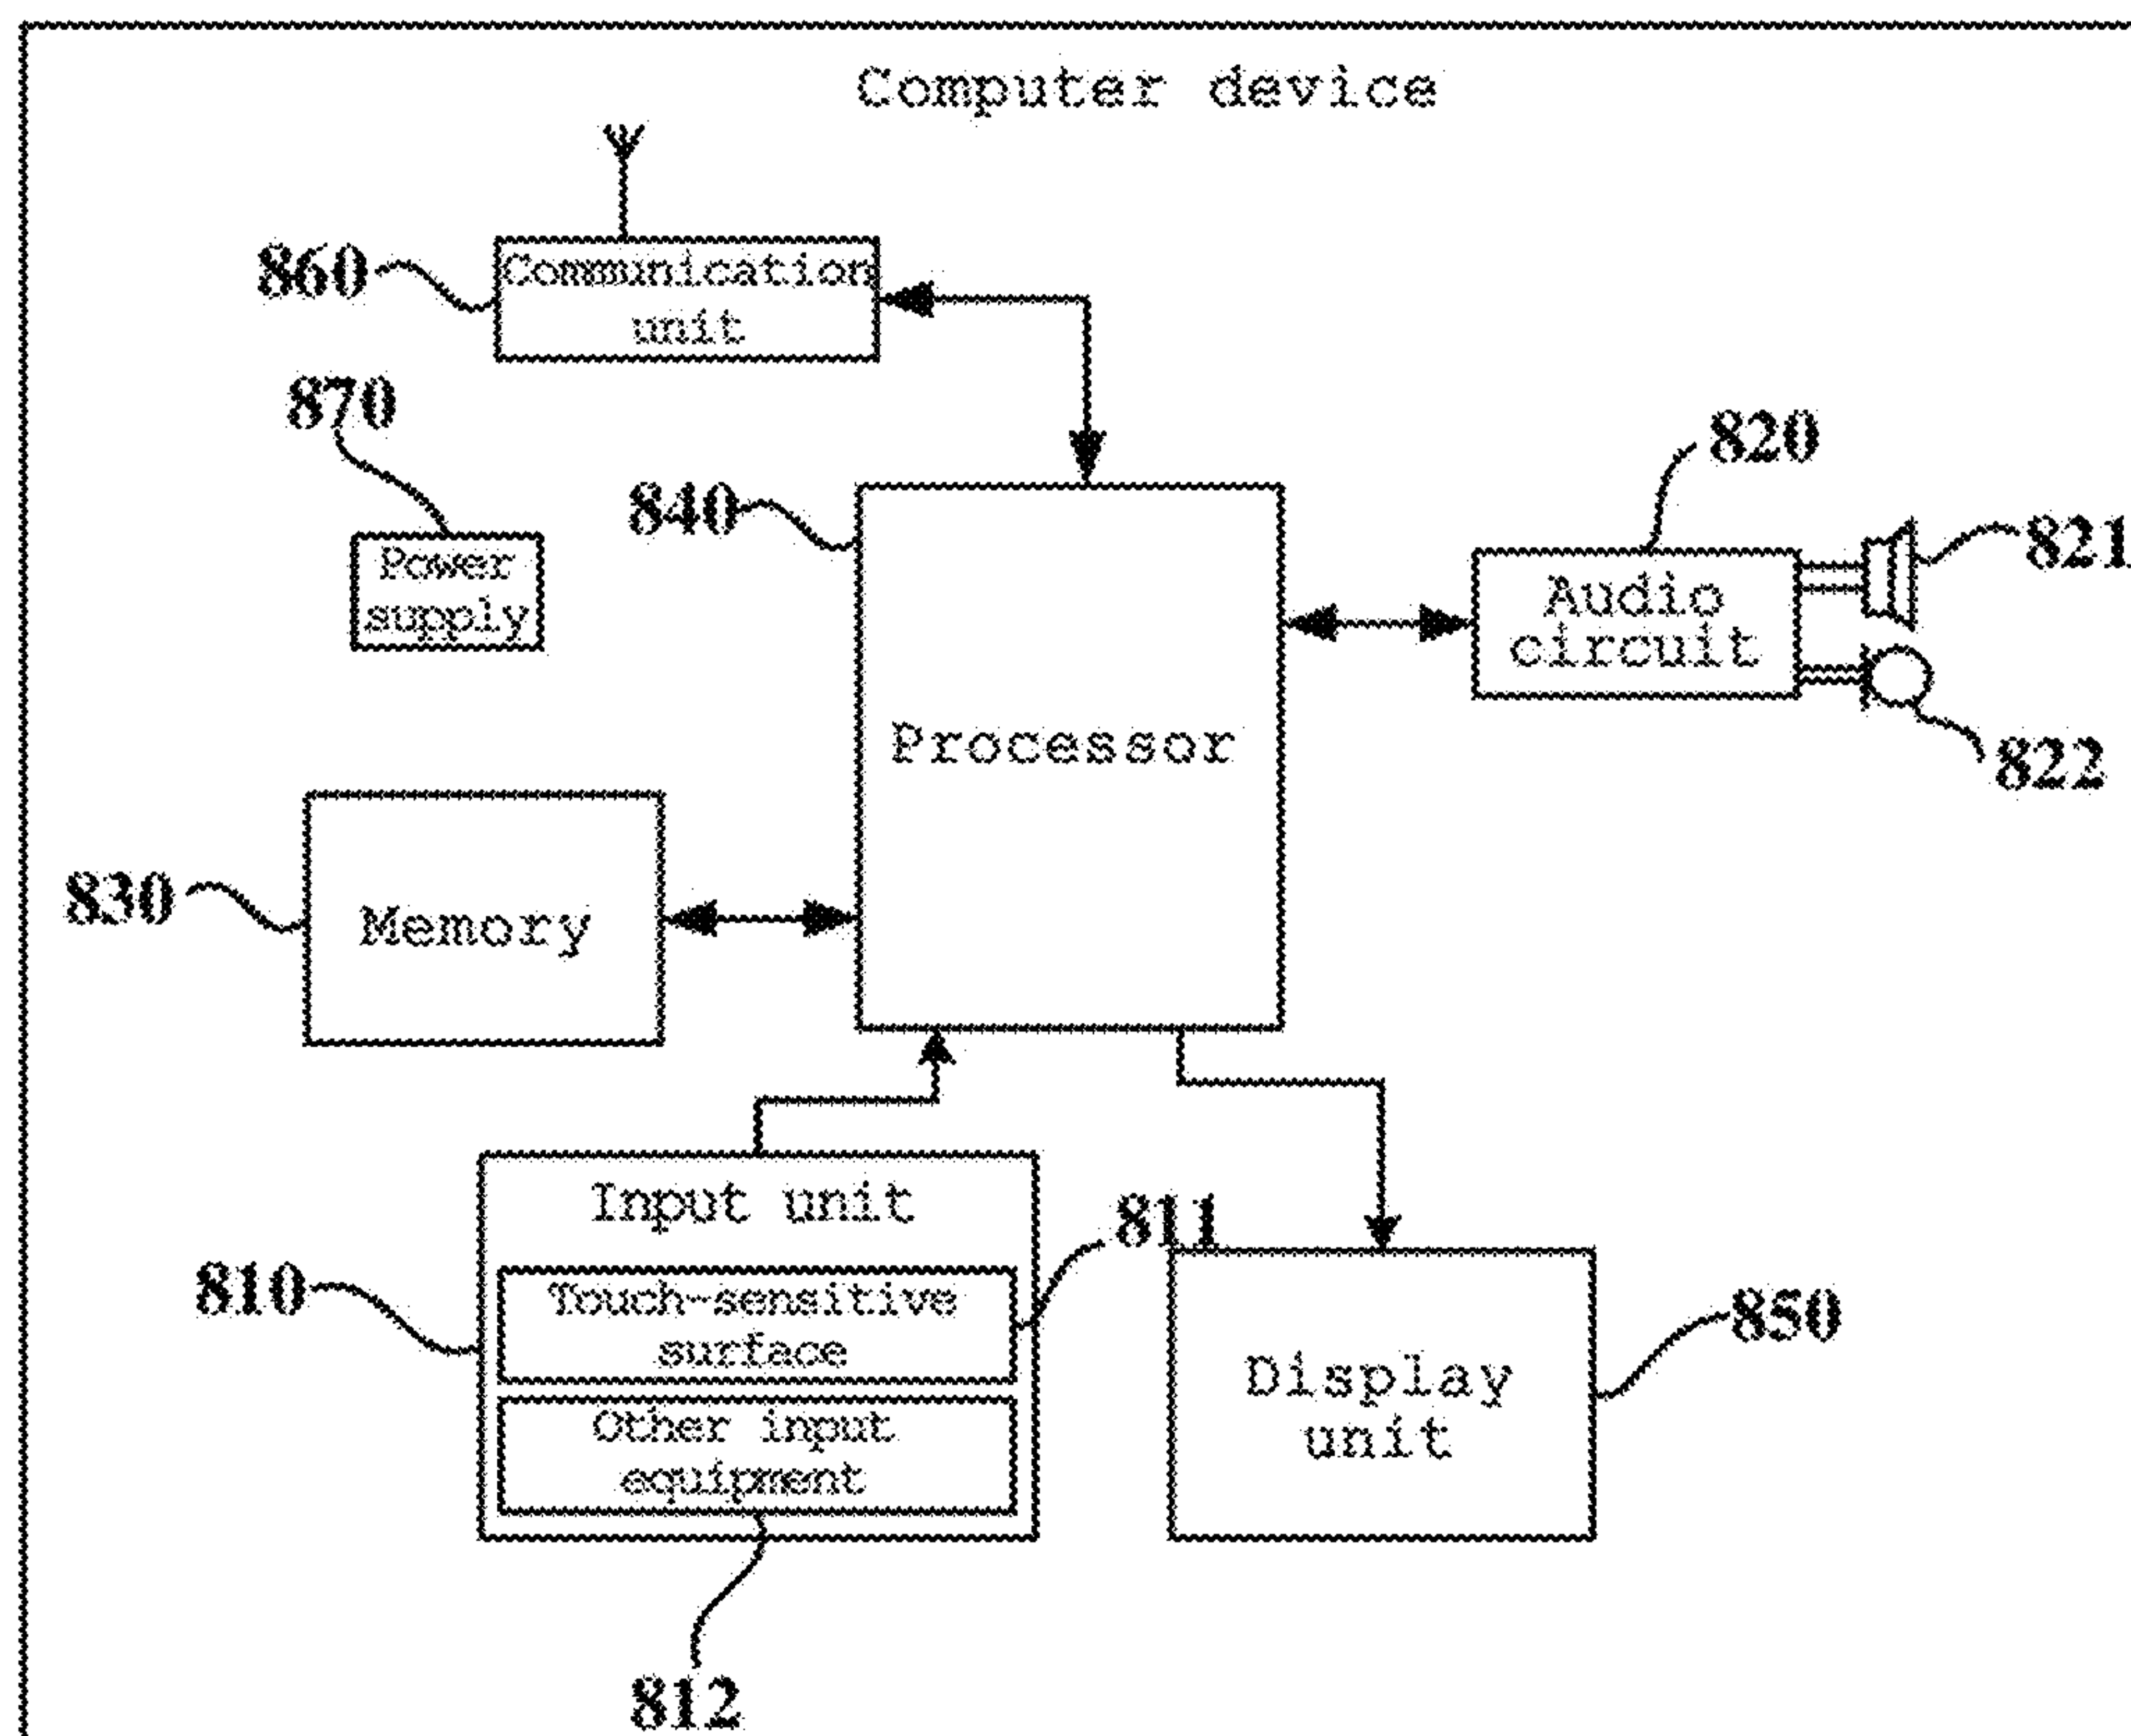 Computer device
860
Communication
unit
870
820
840
821
Power
supply
Audio
circuit
Processor
822
830
Memory
Input unit
811
810
Touch-sensitive
surface
850
Display
unit
Other input
equipment
812